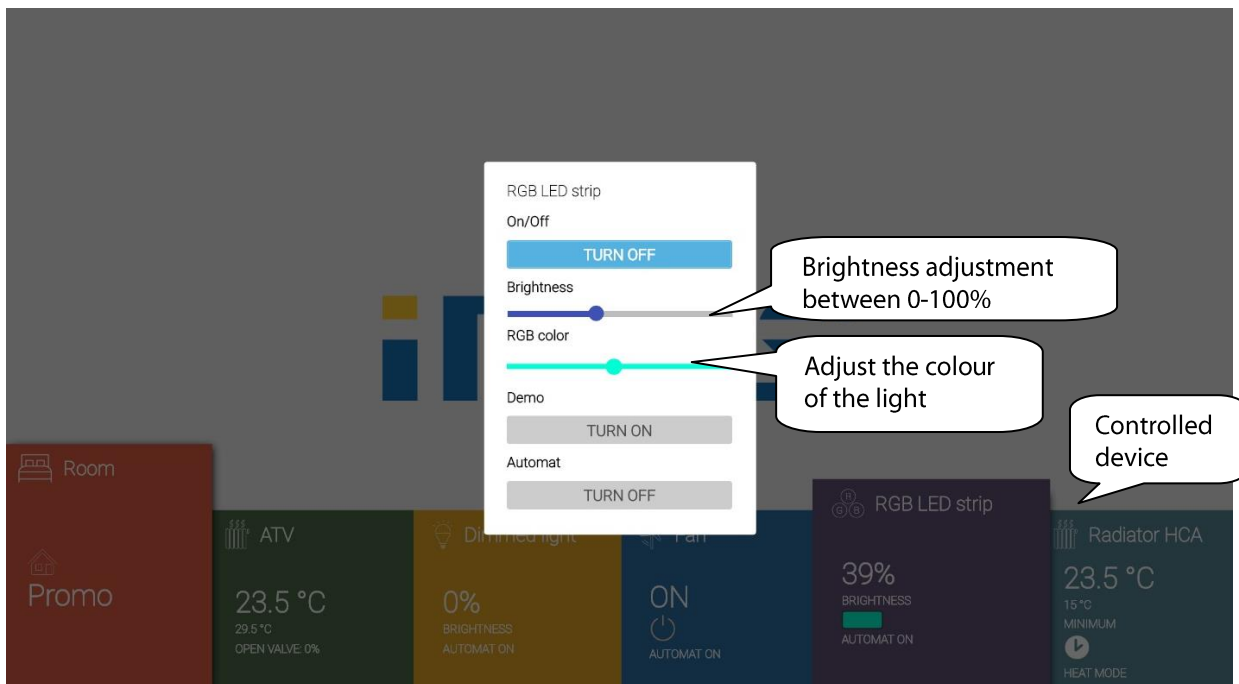 RGB LED strip
On/Off
TURN OFF
Brightness
RGB color
Demo
TURN ON
Automat
TURN OFF
Brightness adjustment
between 0-100%
Adjust the colour
of the light
Controlled
device
Room
Promo
ATV
23.5 °C
29.5 °C
OPEN VALVE: 0%
Dimmed light
0%
BRIGHTNESS
AUTOMAT ON
Fan
ON
AUTOMAT ON
R
G B
RGB LED strip
39%
BRIGHTNESS
AUTOMAT ON
Radiator HCA
23.5 °C
15 °C
MINIMUM
HEAT MODE